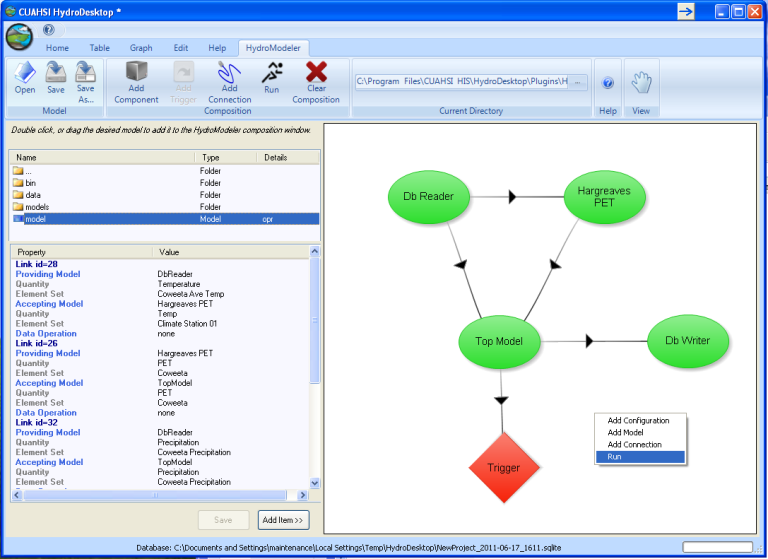 CUAHSI HydroDesktop *
Home Table Graph Edit Help HydroModeler
Open Save Save As... Add Component Add Trigger Add Connection Run Clear Composition C:\Program Files\CUAHSI HIS\HydroDesktop\Plugins\H ...
Model Composition Current Directory Help View
Double click, or drag the desired model to add it to the HydroModeler composition window.
Name Type Details
... Folder
bin Folder
data Folder
models Folder
model Model opr
Property Value
Link id=28
Providing Model DbReader
Quantity Temperature
Element Set Coweeta Ave Temp
Accepting Model Hargreaves PET
Quantity Temp
Element Set Climate Station 01
Data Operation none
Link id=26
Providing Model Hargreaves PET
Quantity PET
Element Set Coweeta
Accepting Model TopModel
Quantity PET
Element Set Coweeta
Data Operation none
Link id=32
Providing Model DbReader
Quantity Precipitation
Element Set Coweeta Precipitation
Accepting Model TopModel
Quantity Precipitation
Element Set Coweeta Precipitation
Save Add Item >>
Db Reader
Hargreaves
PET
Top Model
Db Writer
Trigger
Add Configuration
Add Model
Add Connection
Run
Database: C:\Documents and Settings\maintenance\Local Settings\Temp\HydroDesktop\NewProject_2011-06-17_1611.sqlite